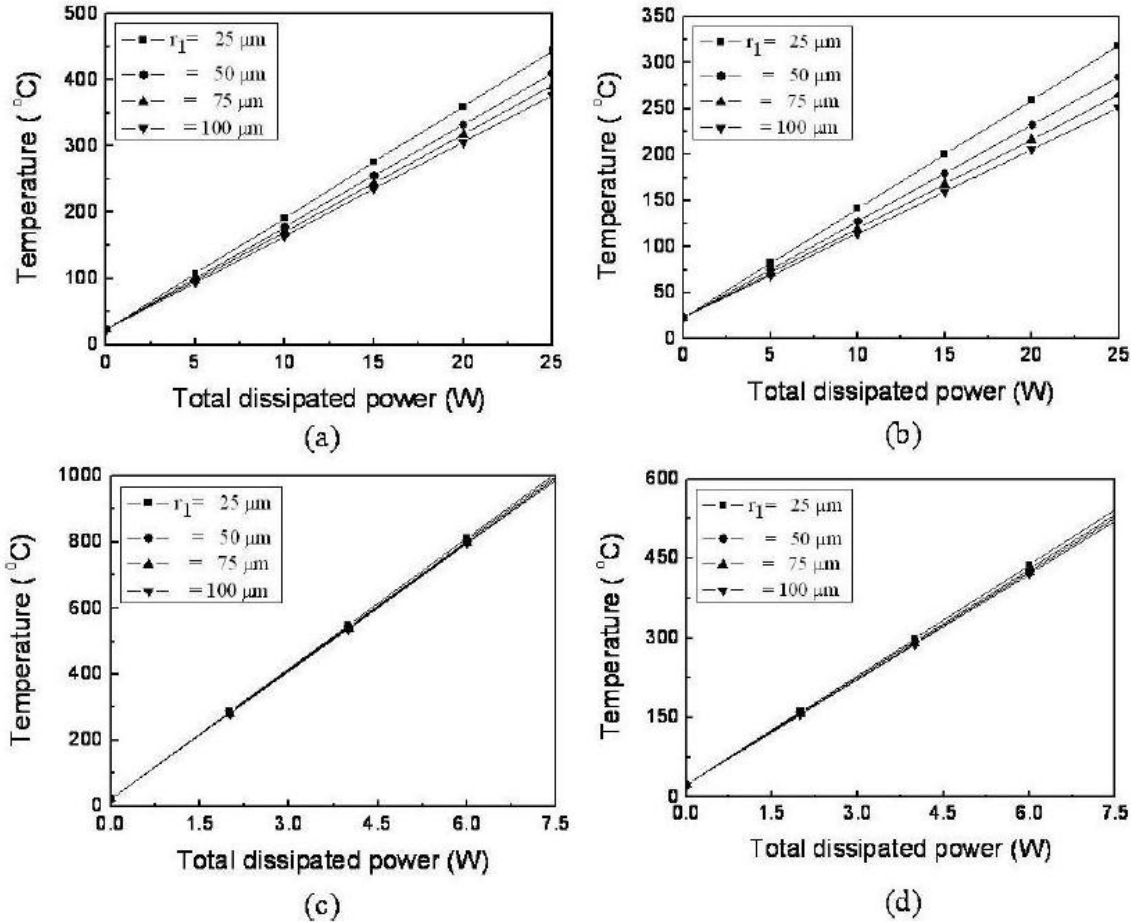 500
400
300
200
100
0
Temperature ( °C)
r1= 25 μm
= 50 μm
= 75 μm
= 100 μm
0 5 10 15 20 25
Total dissipated power (W)
(a)
350
300
250
200
150
100
50
0
Temperature ( °C)
r1= 25 μm
= 50 μm
= 75 μm
= 100 μm
0 5 10 15 20 25
Total dissipated power (W)
(b)
1000
800
600
400
200
0
Temperature ( °C)
r1= 25 μm
= 50 μm
= 75 μm
= 100 μm
0.0 1.5 3.0 4.5 6.0 7.5
Total dissipated power (W)
(c)
600
450
300
150
0
Temperature ( °C)
r1= 25 μm
= 50 μm
= 75 μm
= 100 μm
0.0 1.5 3.0 4.5 6.0 7.5
Total dissipated power (W)
(d)